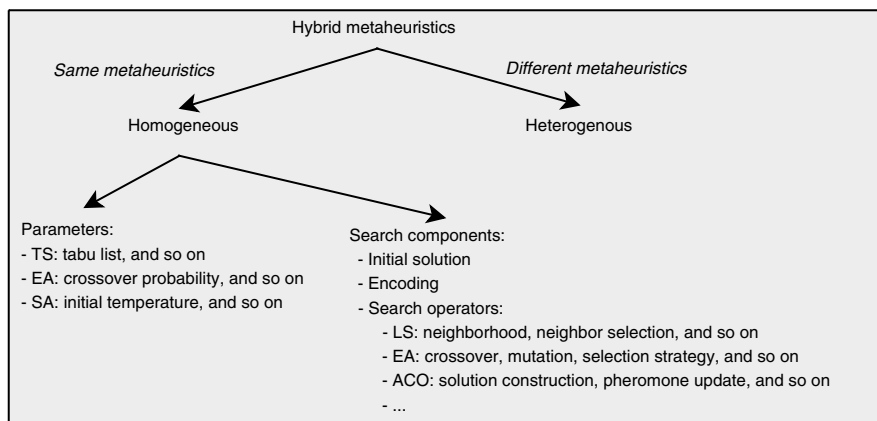 Hybrid metaheuristics
Same metaheuristics
Different metaheuristics
Homogeneous
Heterogenous
Parameters:
- TS: tabu list, and so on
- EA: crossover probability, and so on
- SA: initial temperature, and so on
Search components:
- Initial solution
- Encoding
- Search operators:
- LS: neighborhood, neighbor selection, and so on
- EA: crossover, mutation, selection strategy, and so on
- ACO: solution construction, pheromone update, and so on
- ...